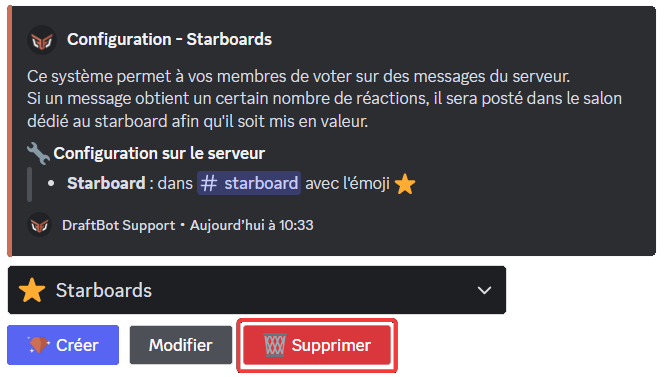 Configuration - Starboards
Ce système permet à vos membres de voter sur des messages du serveur.
Si un message obtient un certain nombre de réactions, il sera posté dans le salon
dédié au starboard afin qu'il soit mis en valeur.
Configuration sur le serveur
• Starboard : dans # starboard avec l'émoji ⭐
DraftBot Support • Aujourd’hui à 10:33
Starboards
Créer Modifier Supprimer